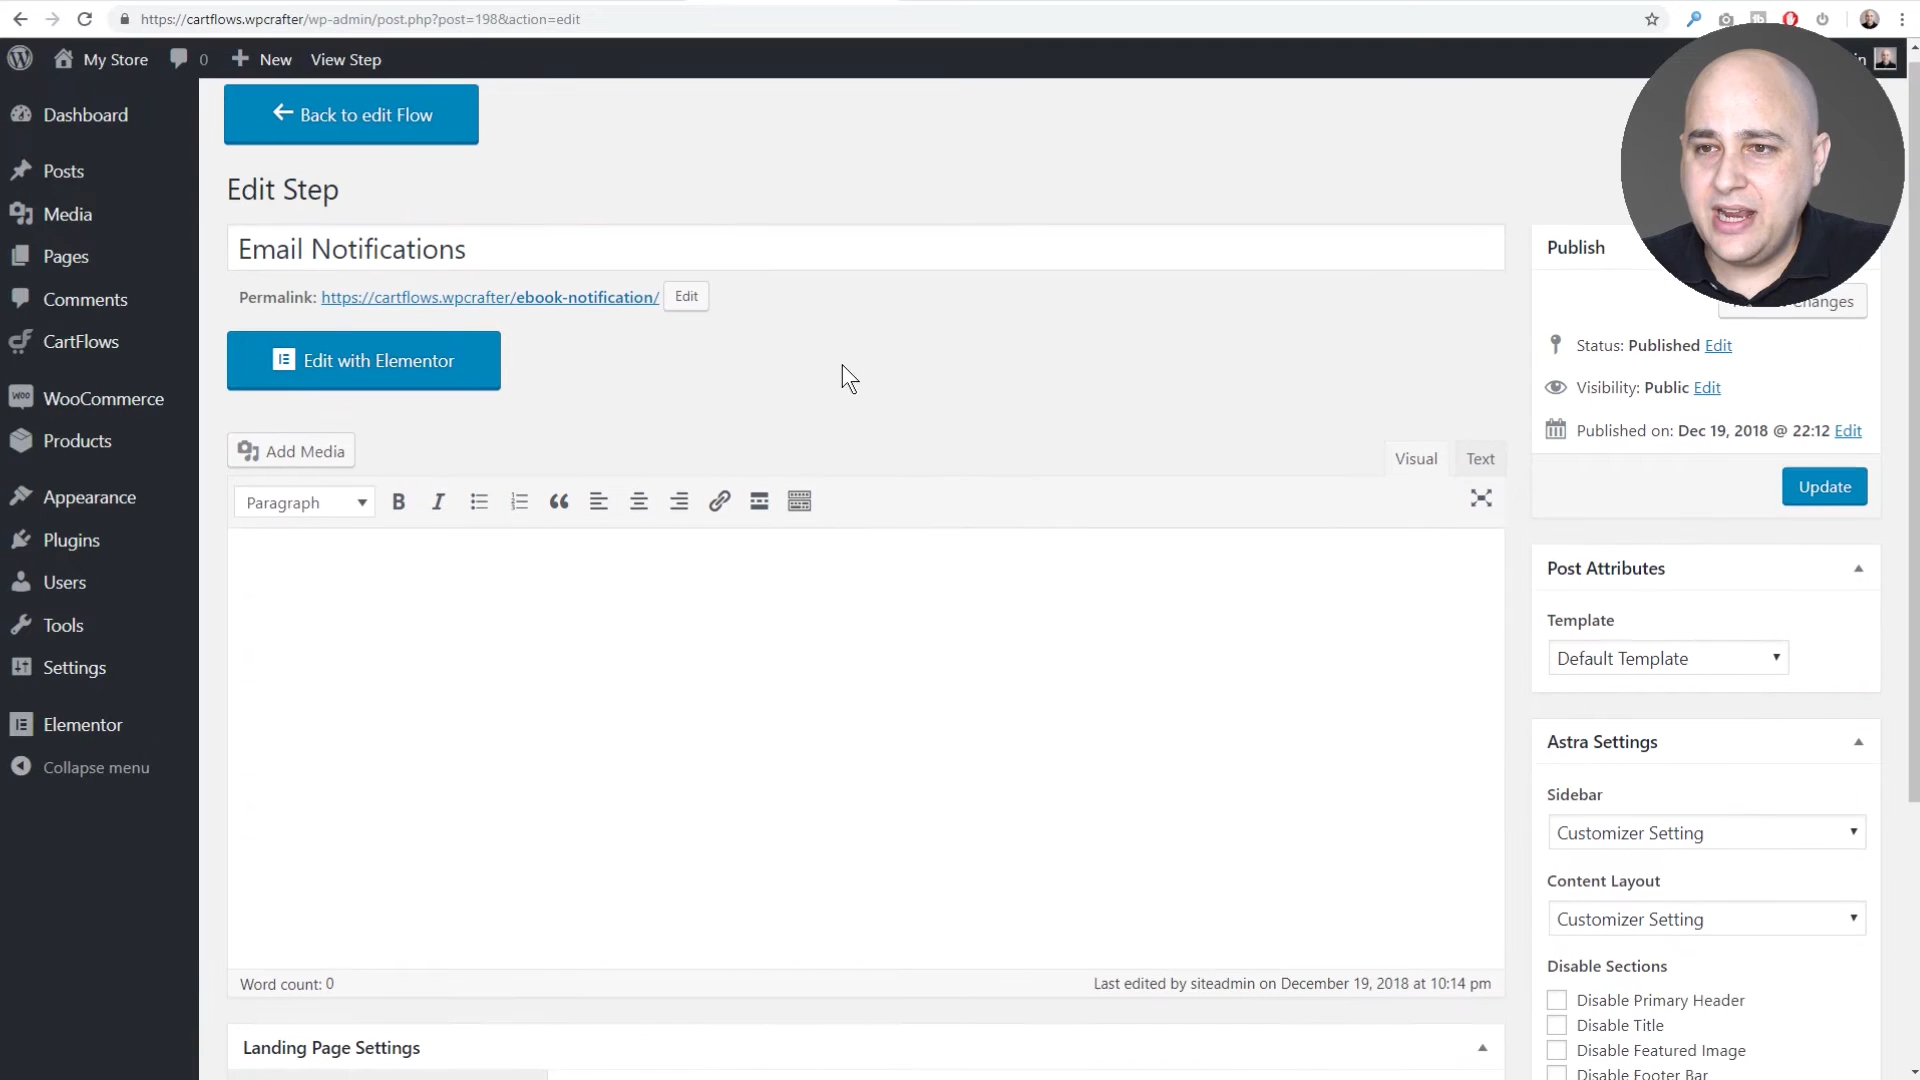 https://cartflows.wpcrafter/wp-admin/post.php?post=198&action=edit
My Store
0
New
View Step
Dashboard
Posts
Media
Pages
Comments
CartFlows
WooCommerce
Products
Appearance
Plugins
Users
Tools
Settings
Elementor
Collapse menu
Back to edit Flow
Edit Step
Email Notifications
Permalink: https://cartflows.wpcrafter/ebook-notification/ Edit
Edit with Elementor
Add Media
Visual
Text
Paragraph
Word count: 0
Last edited by siteadmin on December 19, 2018 at 10:14 pm
Landing Page Settings
Publish
Changes
Status: Published Edit
Visibility: Public Edit
Published on: Dec 19, 2018 @ 22:12 Edit
Update
Post Attributes
Template
Default Template
Astra Settings
Sidebar
Customizer Setting
Content Layout
Customizer Setting
Disable Sections
Disable Primary Header
Disable Title
Disable Featured Image
Disable Footer Bar